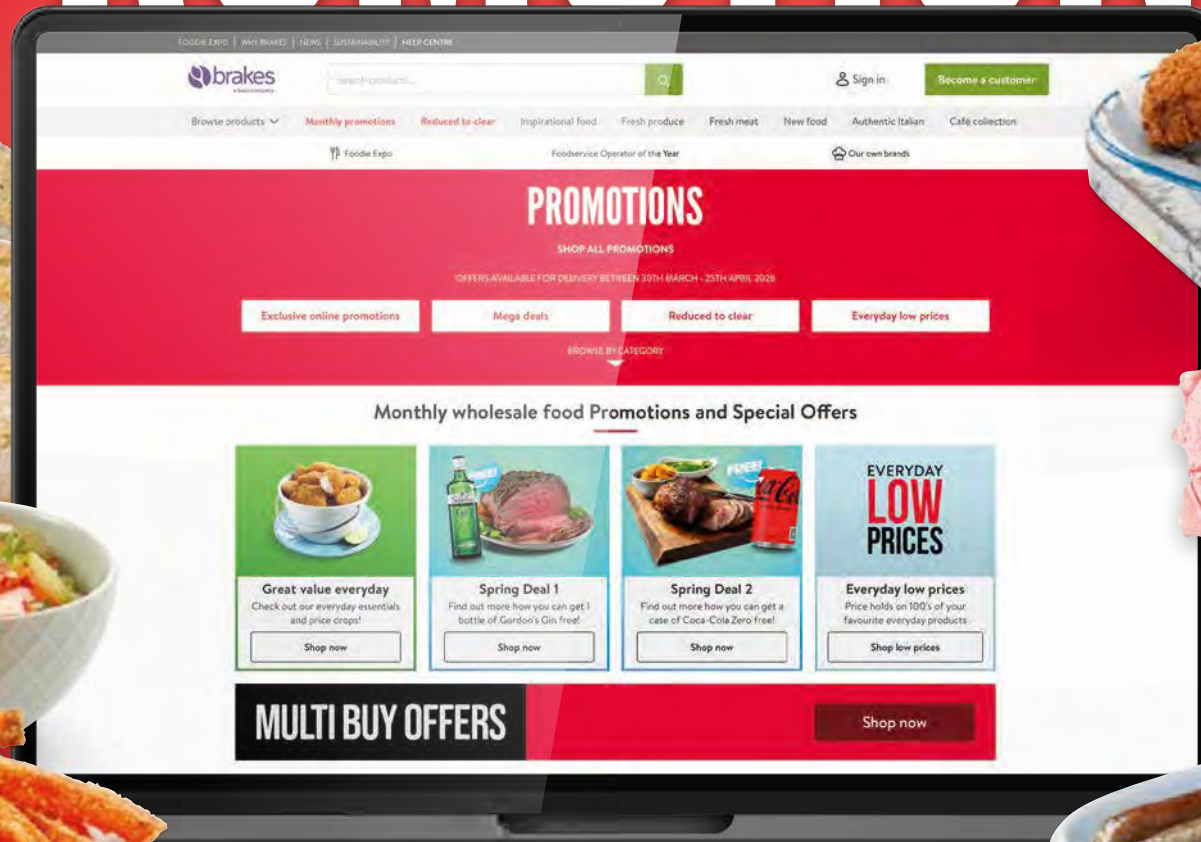 FOODIE EXPO | WHY BRAKES | NEWS | SUSTAINABILITY | HELP CENTRE
brakes
a Sysco company
Search products...
Sign in
Become a customer
Browse products
Monthly promotions
Reduced to clear
Inspirational food
Fresh produce
Fresh meat
New food
Authentic Italian
Café collection
Foodie Expo
Foodservice Operator of the Year
Our own brands
PROMOTIONS
SHOP ALL PROMOTIONS
OFFERS AVAILABLE FOR DELIVERY BETWEEN 30TH MARCH - 25TH APRIL 2026
Exclusive online promotions
Mega deals
Reduced to clear
Everyday low prices
BROWSE BY CATEGORY
Monthly wholesale food Promotions and Special Offers
FREE!
FREE!
EVERYDAY
LOW
PRICES
Great value everyday
Check out our everyday essentials
and price drops!
Shop now
Spring Deal 1
Find out more how you can get 1
bottle of Gordon's Gin free!
Shop now
Spring Deal 2
Find out more how you can get a
case of Coca-Cola Zero free!
Shop now
Everyday low prices
Price holds on 100's of your
favourite everyday products
Shop low prices
MULTI BUY OFFERS
Shop now